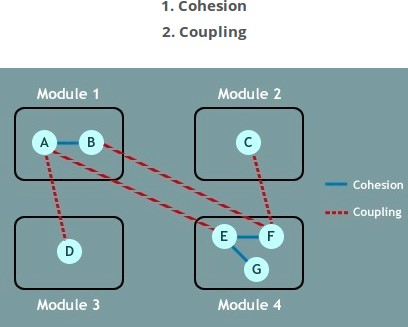 1. Cohesion
2. Coupling
Module 1
Module 2
A
B
C
Cohesion
Coupling
D
E
F
G
Module 3
Module 4